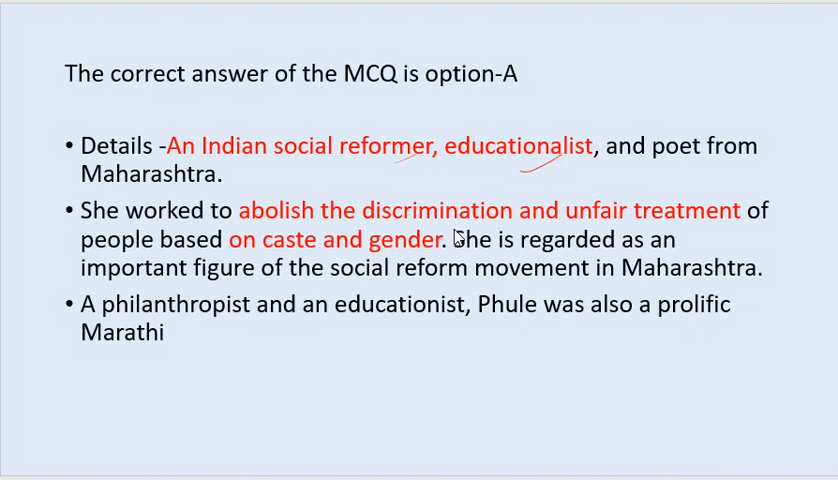 The correct answer of the MCQ is option-A
• Details -An Indian social reformer, educationalist, and poet from
Maharashtra.
• She worked to abolish the discrimination and unfair treatment of
people based on caste and gender. She is regarded as an
important figure of the social reform movement in Maharashtra.
• A philanthropist and an educationist, Phule was also a prolific
Marathi